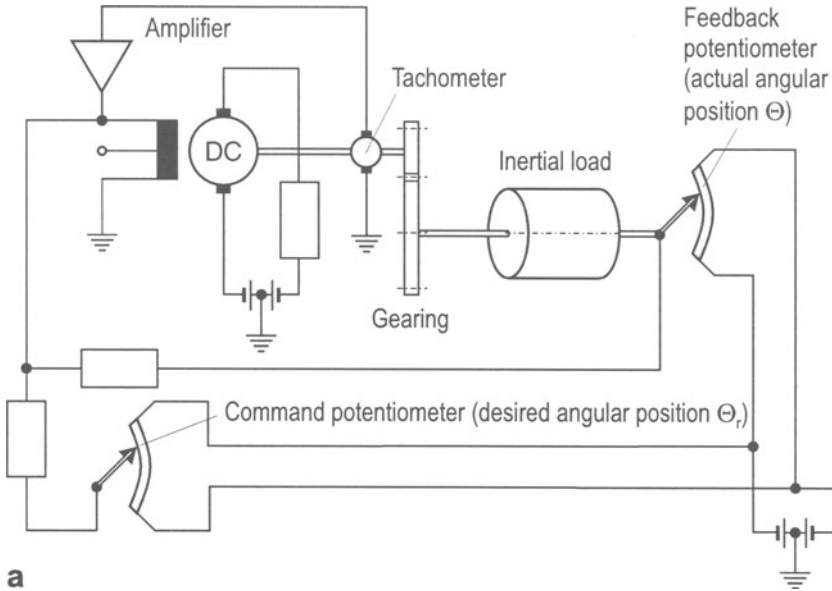 Amplifier
Tachometer
Feedback
potentiometer
(actual angular
position Θ)
DC
Inertial load
Gearing
Command potentiometer (desired angular position Θr)
a